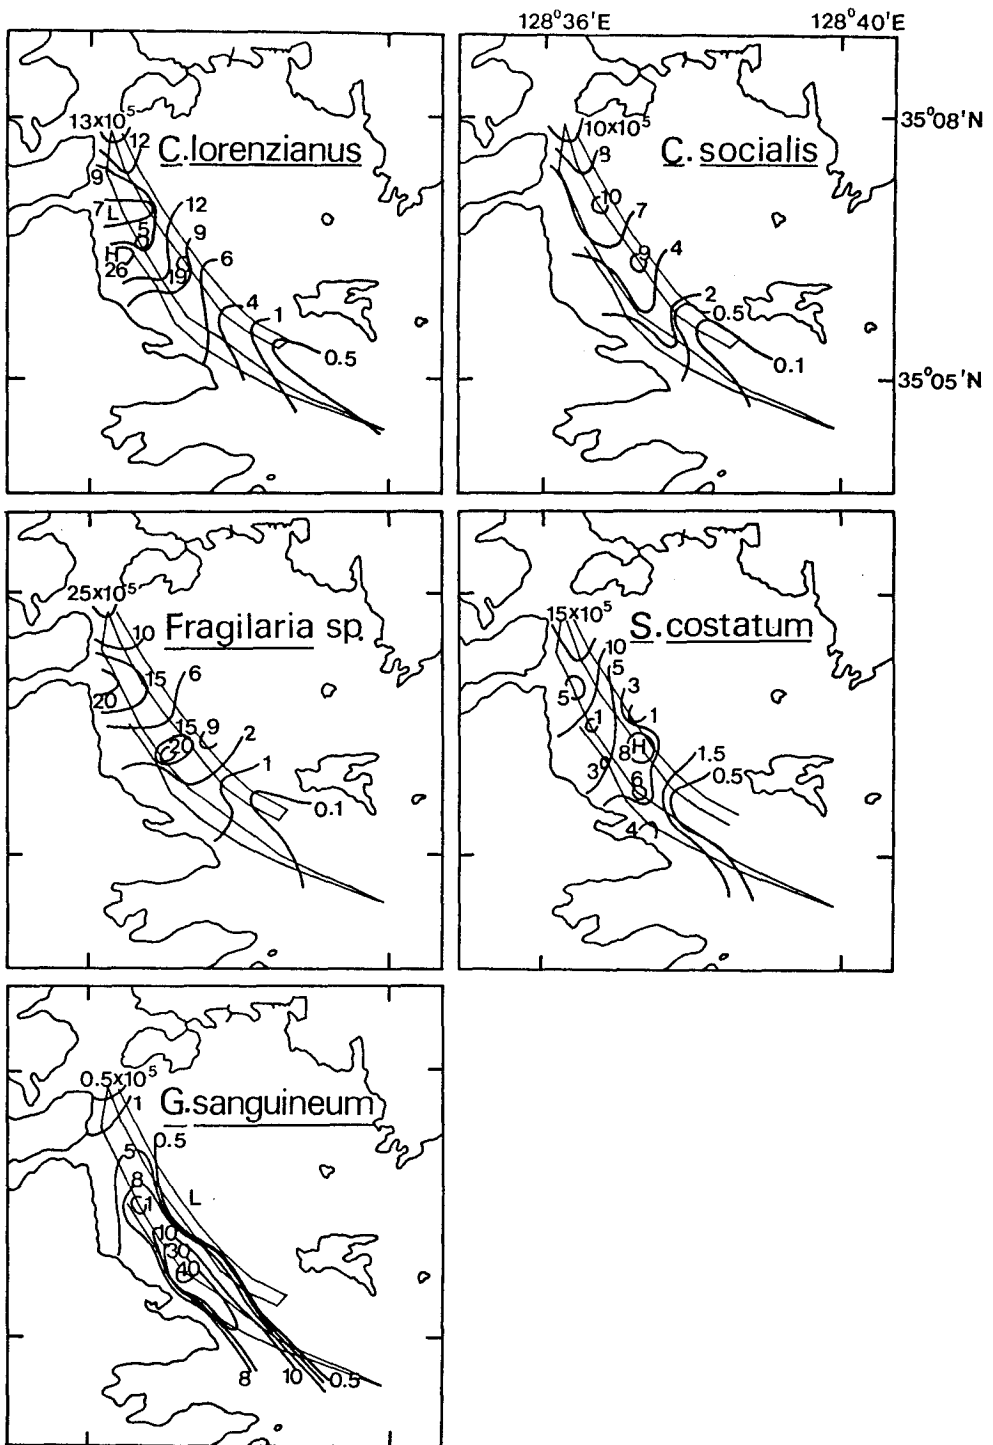 128°36'E 128°40'E
13x10⁵
12
C.lorenzianus
9
7 L
12
5
9
H
26
19
6
4
1
0.5
10x10⁵
8
C.socialis
35°08'N
10
7
9
4
2
0.5
0.1
35°05'N
25x10⁵
10
Fragilaria sp.
15
6
20
15 9
20
2
1
0.1
15x10⁵
10
S.costatum
5
5
3
1
1
H
8
3
1.5
6
0.5
4
0.5x10⁵
1
G.sanguineum
0.5
5
8
1
L
10
30
40
8 10 0.5